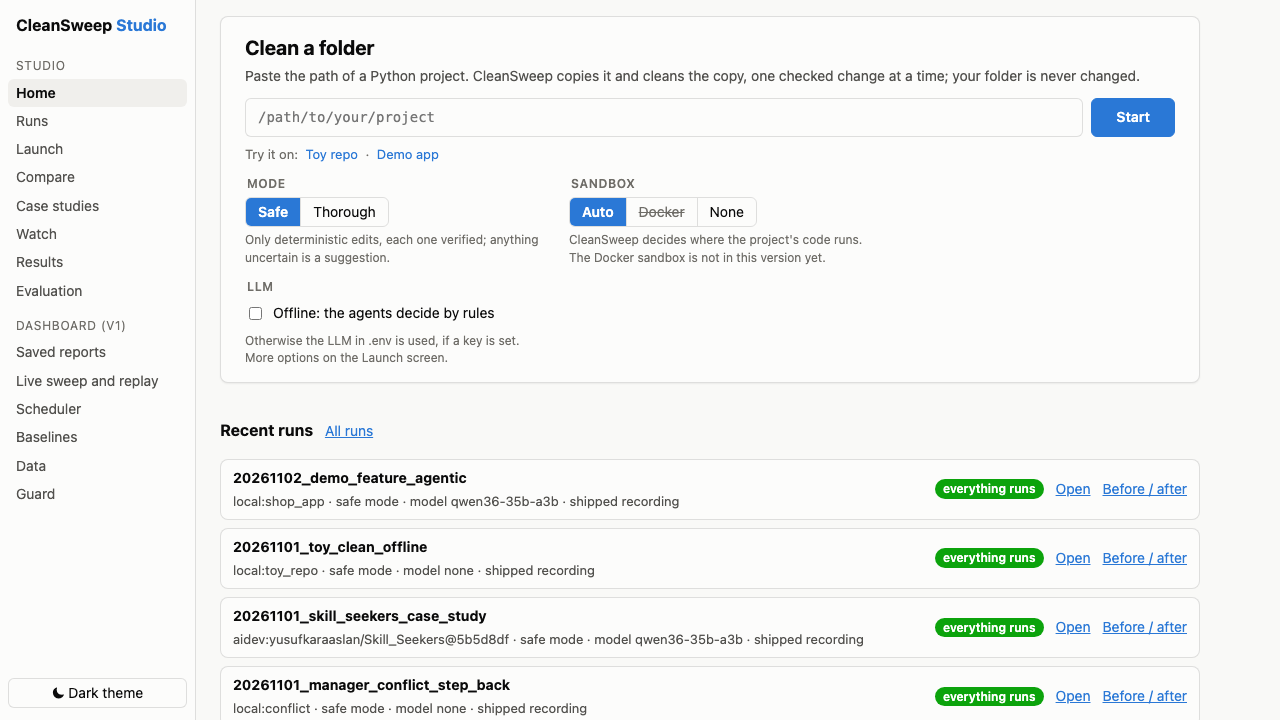 CleanSweep Studio
STUDIO
Home
Runs
Launch
Compare
Case studies
Watch
Results
Evaluation
DASHBOARD (V1)
Saved reports
Live sweep and replay
Scheduler
Baselines
Data
Guard
Dark theme
Clean a folder
Paste the path of a Python project. CleanSweep copies it and cleans the copy, one checked change at a time; your folder is never changed.
/path/to/your/project
Start
Try it on: Toy repo · Demo app
MODE
Safe Thorough
Only deterministic edits, each one verified; anything
uncertain is a suggestion.
SANDBOX
Auto Docker None
CleanSweep decides where the project's code runs.
The Docker sandbox is not in this version yet.
LLM
Offline: the agents decide by rules
Otherwise the LLM in .env is used, if a key is set.
More options on the Launch screen.
Recent runs All runs
20261102_demo_feature_agentic
local:shop_app · safe mode · model qwen36-35b-a3b · shipped recording
everything runs Open Before / after
20261101_toy_clean_offline
local:toy_repo · safe mode · model none · shipped recording
everything runs Open Before / after
20261101_skill_seekers_case_study
aidev:yusufkaraaslan/Skill_Seekers@5b5d8df · safe mode · model qwen36-35b-a3b · shipped recording
everything runs Open Before / after
20261101_manager_conflict_step_back
local:conflict · safe mode · model none · shipped recording
everything runs Open Before / after